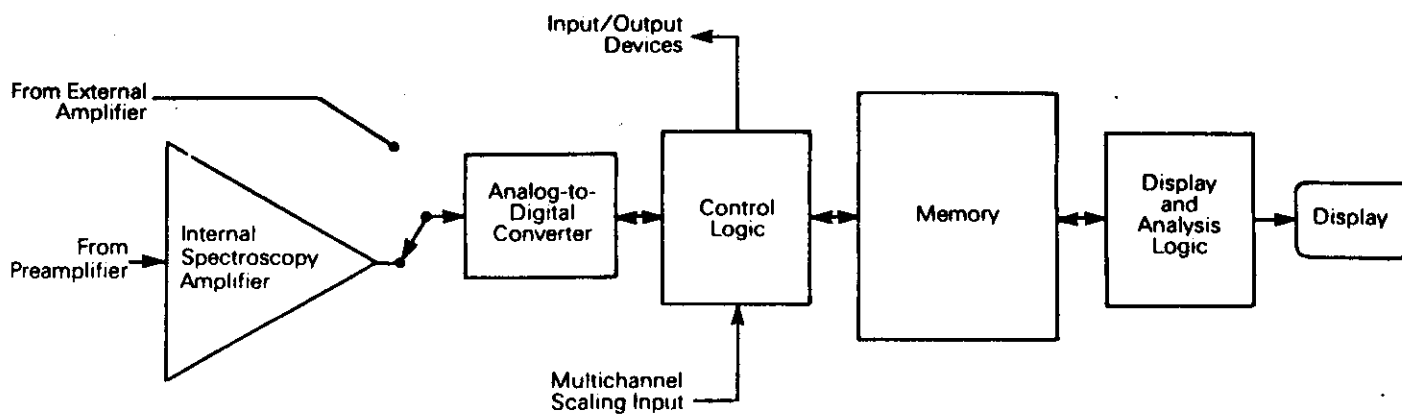 Input/Output
Devices
From External
Amplifier
From
Preamplifier
Internal
Spectroscopy
Amplifier
Analog-to-
Digital
Converter
Control
Logic
Memory
Display
and
Analysis
Logic
Display
Multichannel
Scaling Input